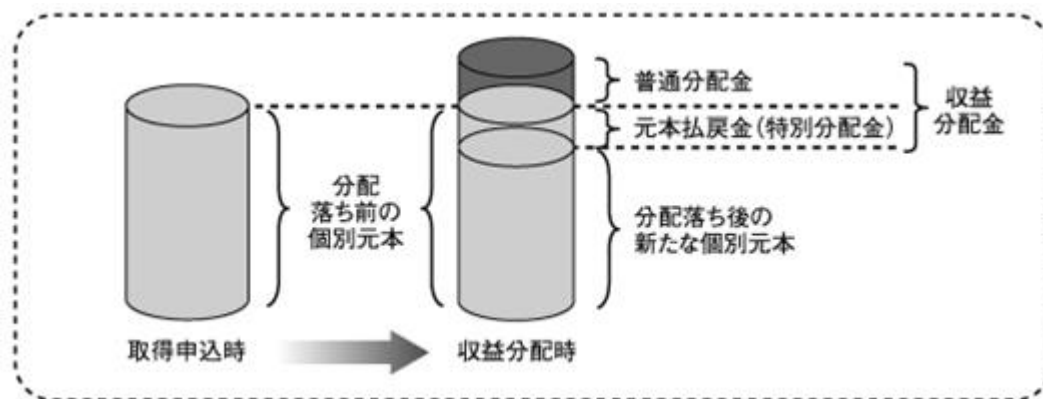 普通分配金
元本払戻金(特別分配金)
収益
分配金
分配
落ち前の
個別元本
分配落ち後の
新たな個別元本
取得申込時
収益分配時